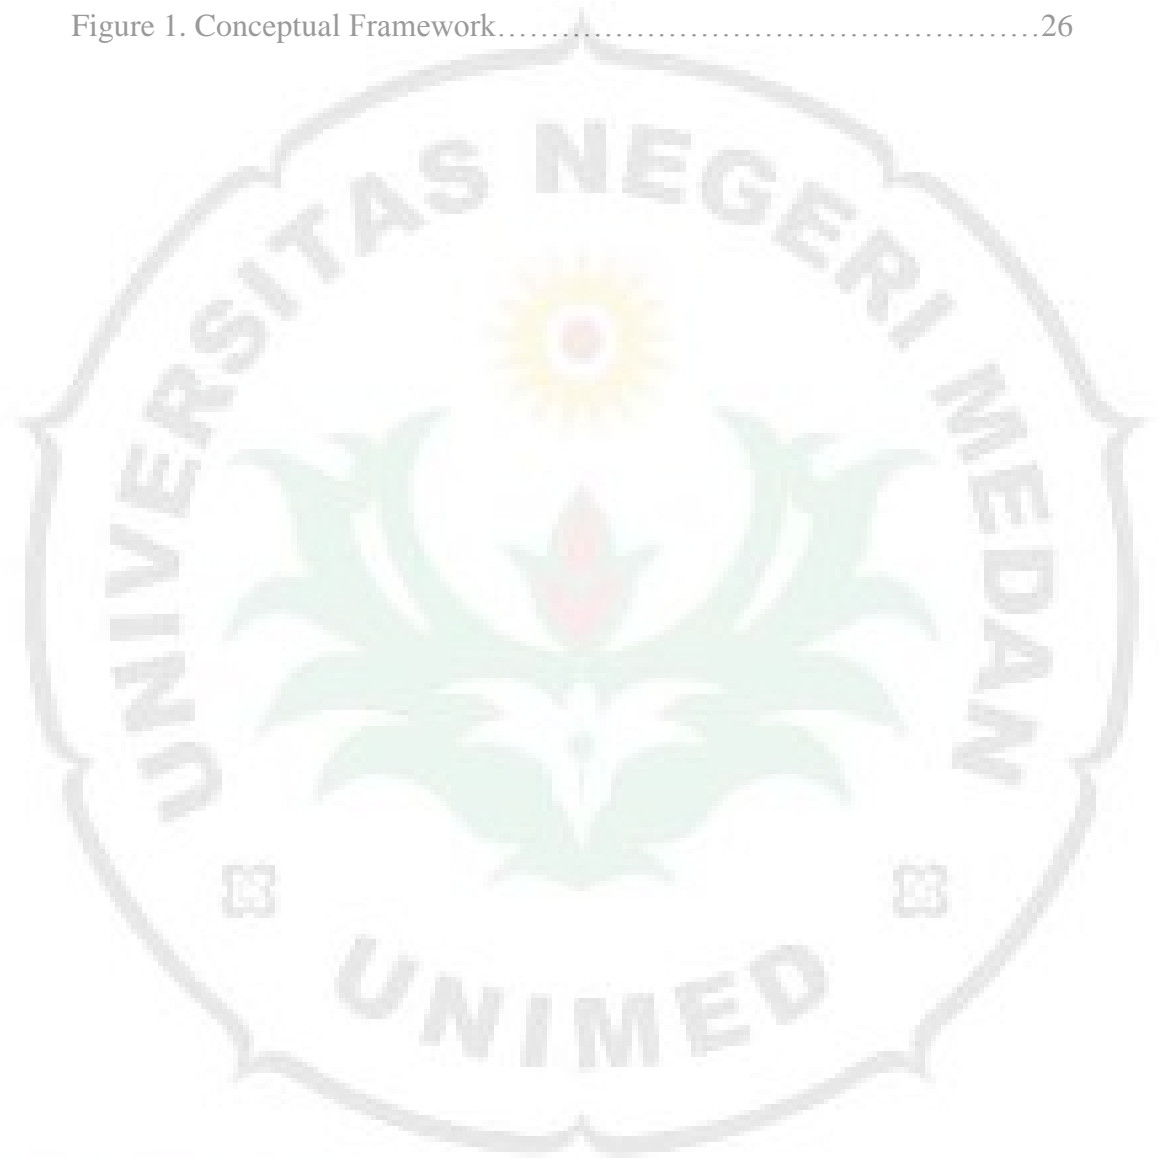 Figure 1. Conceptual Framework……………………………………………26
UNIVERSITAS NEGERI MEDAN
UNIMED